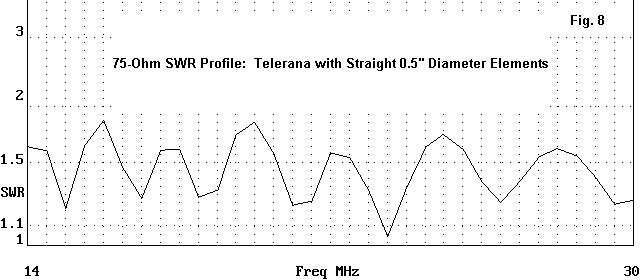 Fig. 8
3
75-Ohm SWR Profile:  Telerana with Straight 0.5" Diameter Elements
2
1.5
SWR
1.1
1
14 Freq MHz 30